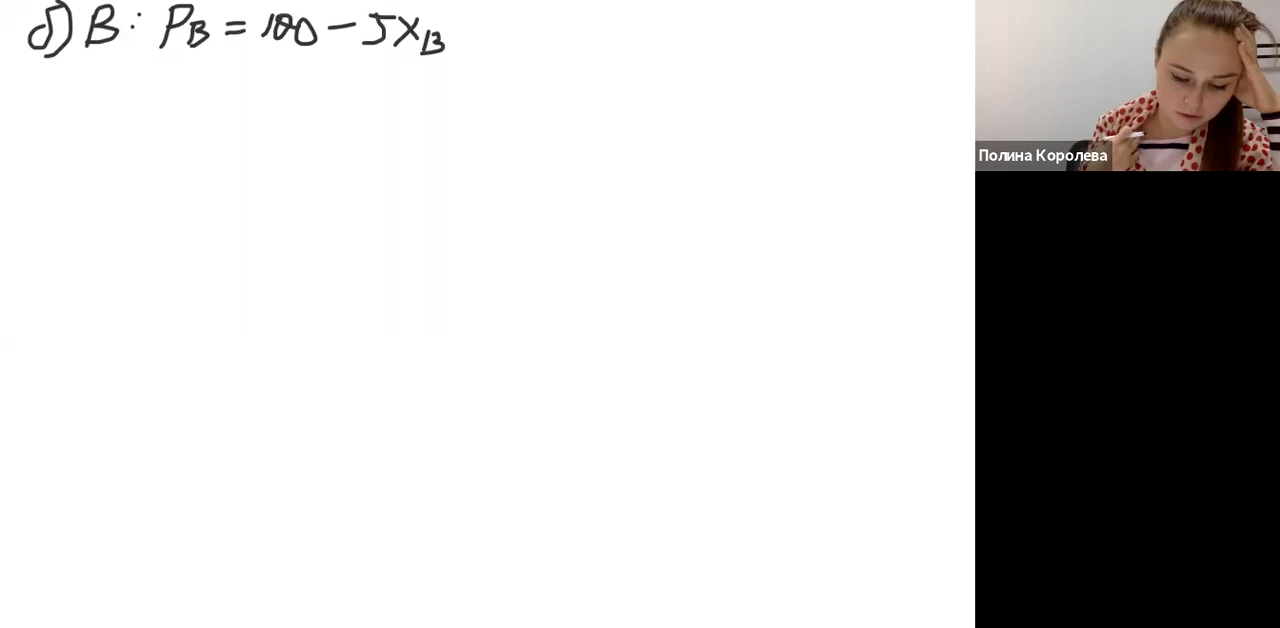 б) B: P_B = 100 - 5X_B
Полина Королева